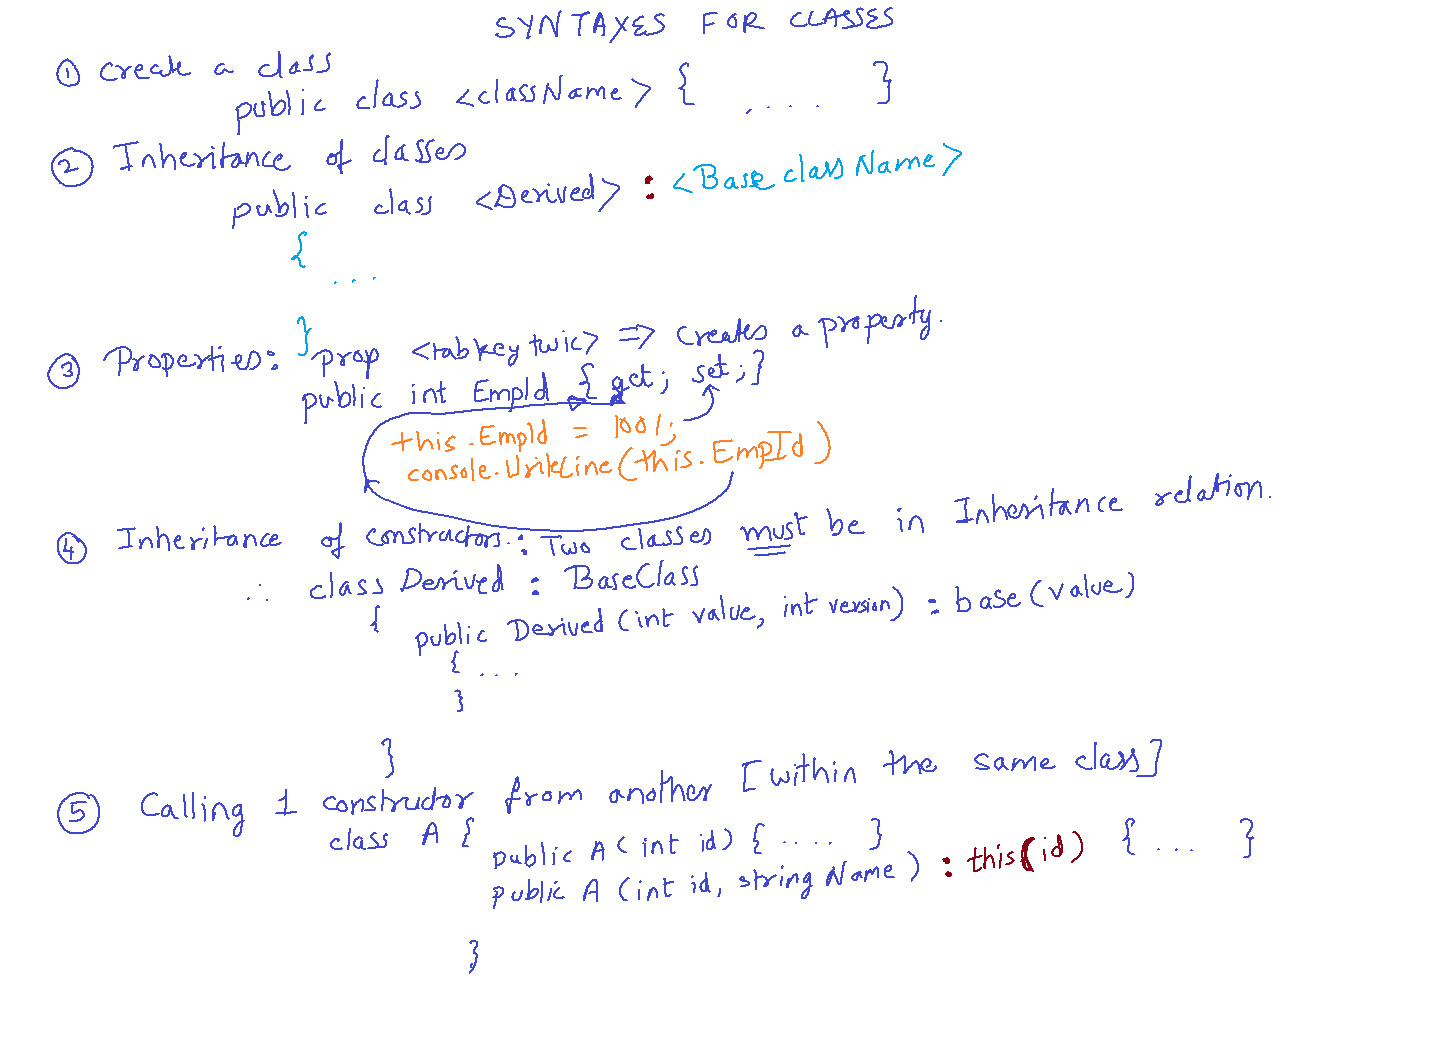 SYNTAXES FOR CLASSES
① Create a class
public class <className> { .... }
② Inheritance of classes
public class <Derived> : <Base class Name>
{
...
}
③ Properties: prop <tab key twic> => creates a property.
public int EmpId { get; set; }
this.EmpId = 1001;
console.WriteLine(this.EmpId)
④ Inheritance of constructors: Two classes must be in Inheritance relation.
∴ class Derived : BaseClass
{
public Derived (int value, int version) : base (value)
{ ...
}
}
⑤ Calling 1 constructor from another [within the same class]
class A {
public A (int id) { .... }
public A (int id, string Name) : this(id) { ... }
}